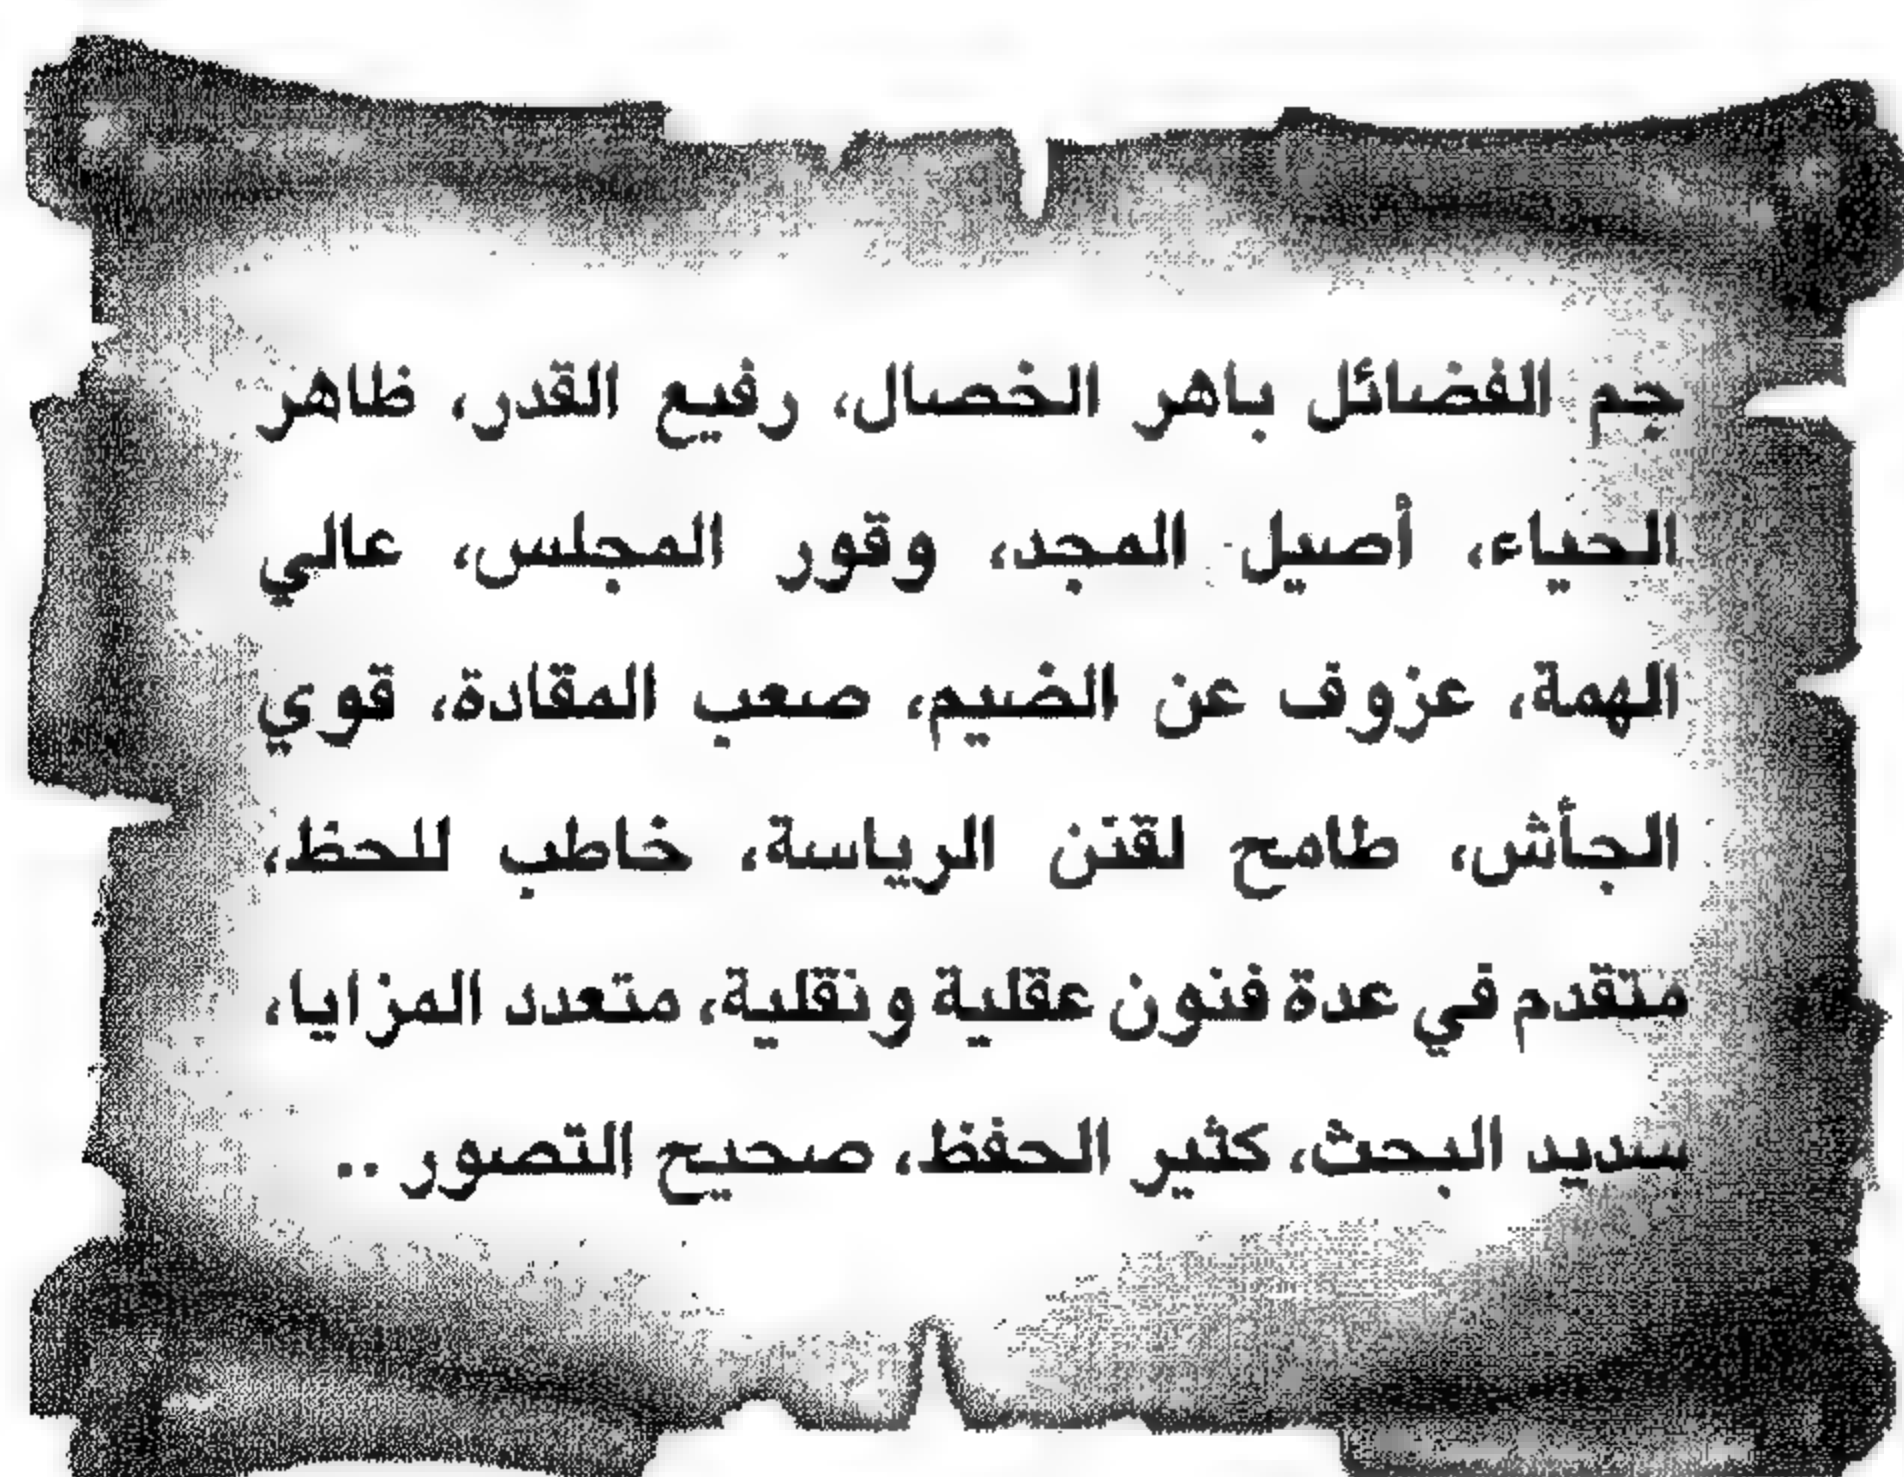 جم الفضائل باهر الخصال، رفيع القدر، ظاهر
الحياء، أصيل المجد، وقور المجلس، عالي
الهمة، عزوف عن الضيم، صعب المقادة، قوي
الجأش، طامح لقنن الرياسة، خاطب للحظ،
متقدم في عدة فنون عقلية ونقلية، متعدد المزايا،
سديد البحث، كثير الحفظ، صحيح التصور ..